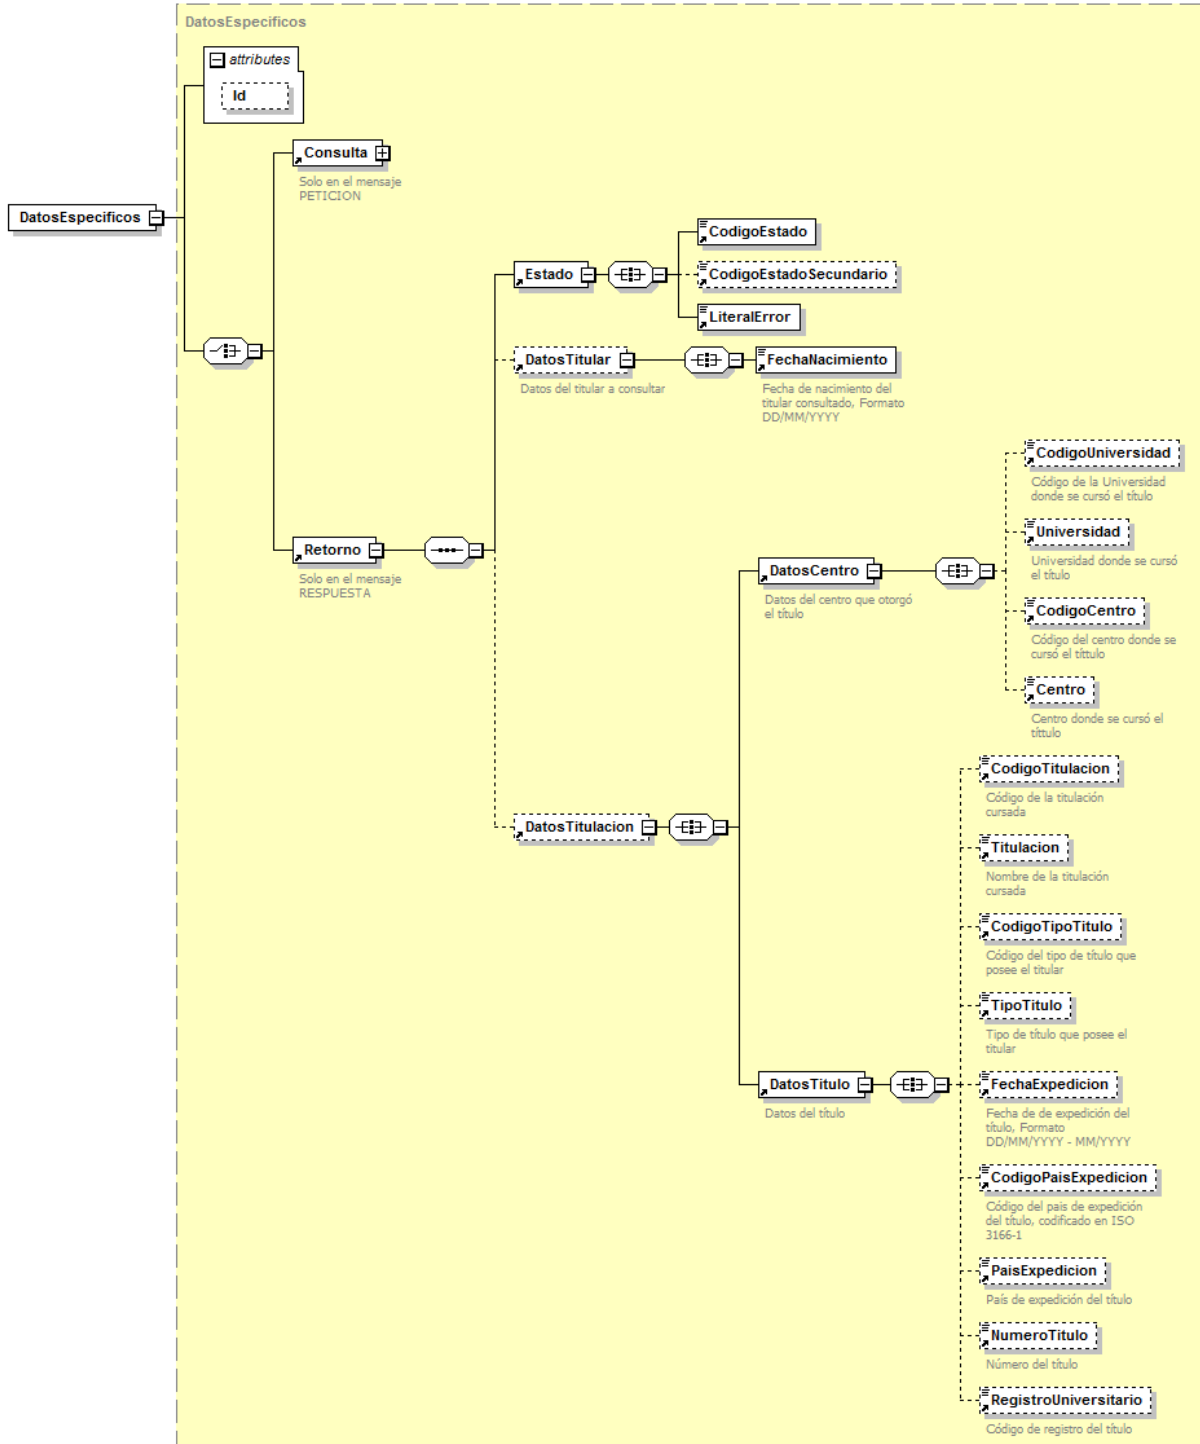 DatosEspecificos
attributes
Id
Consulta
Solo en el mensaje
PETICION
DatosEspecificos
CodigoEstado
Estado
CodigoEstadoSecundario
LiteralError
DatosTitular
Datos del titular a consultar
FechaNacimiento
Fecha de nacimiento del
titular consultado, Formato
DD/MM/YYYY
CodigoUniversidad
Código de la Universidad
donde se cursó el título
Universidad
Universidad donde se cursó
el título
Retorno
Solo en el mensaje
RESPUESTA
DatosCentro
Datos del centro que otorgó
el título
CodigoCentro
Código del centro donde se
cursó el títtulo
Centro
Centro donde se cursó el
títtulo
DatosTitulacion
CodigoTitulacion
Código de la titulación
cursada
Titulacion
Nombre de la titulación
cursada
CodigoTipoTitulo
Código del tipo de título que
posee el titular
TipoTitulo
Tipo de título que posee el
titular
DatosTitulo
Datos del título
FechaExpedicion
Fecha de de expedición del
título, Formato
DD/MM/YYYY - MM/YYYY
CodigoPaisExpedicion
Código del pais de expedición
del título, codificado en ISO
3166-1
PaisExpedicion
País de expedición del título
NumeroTitulo
Número del título
RegistroUniversitario
Código de registro del título